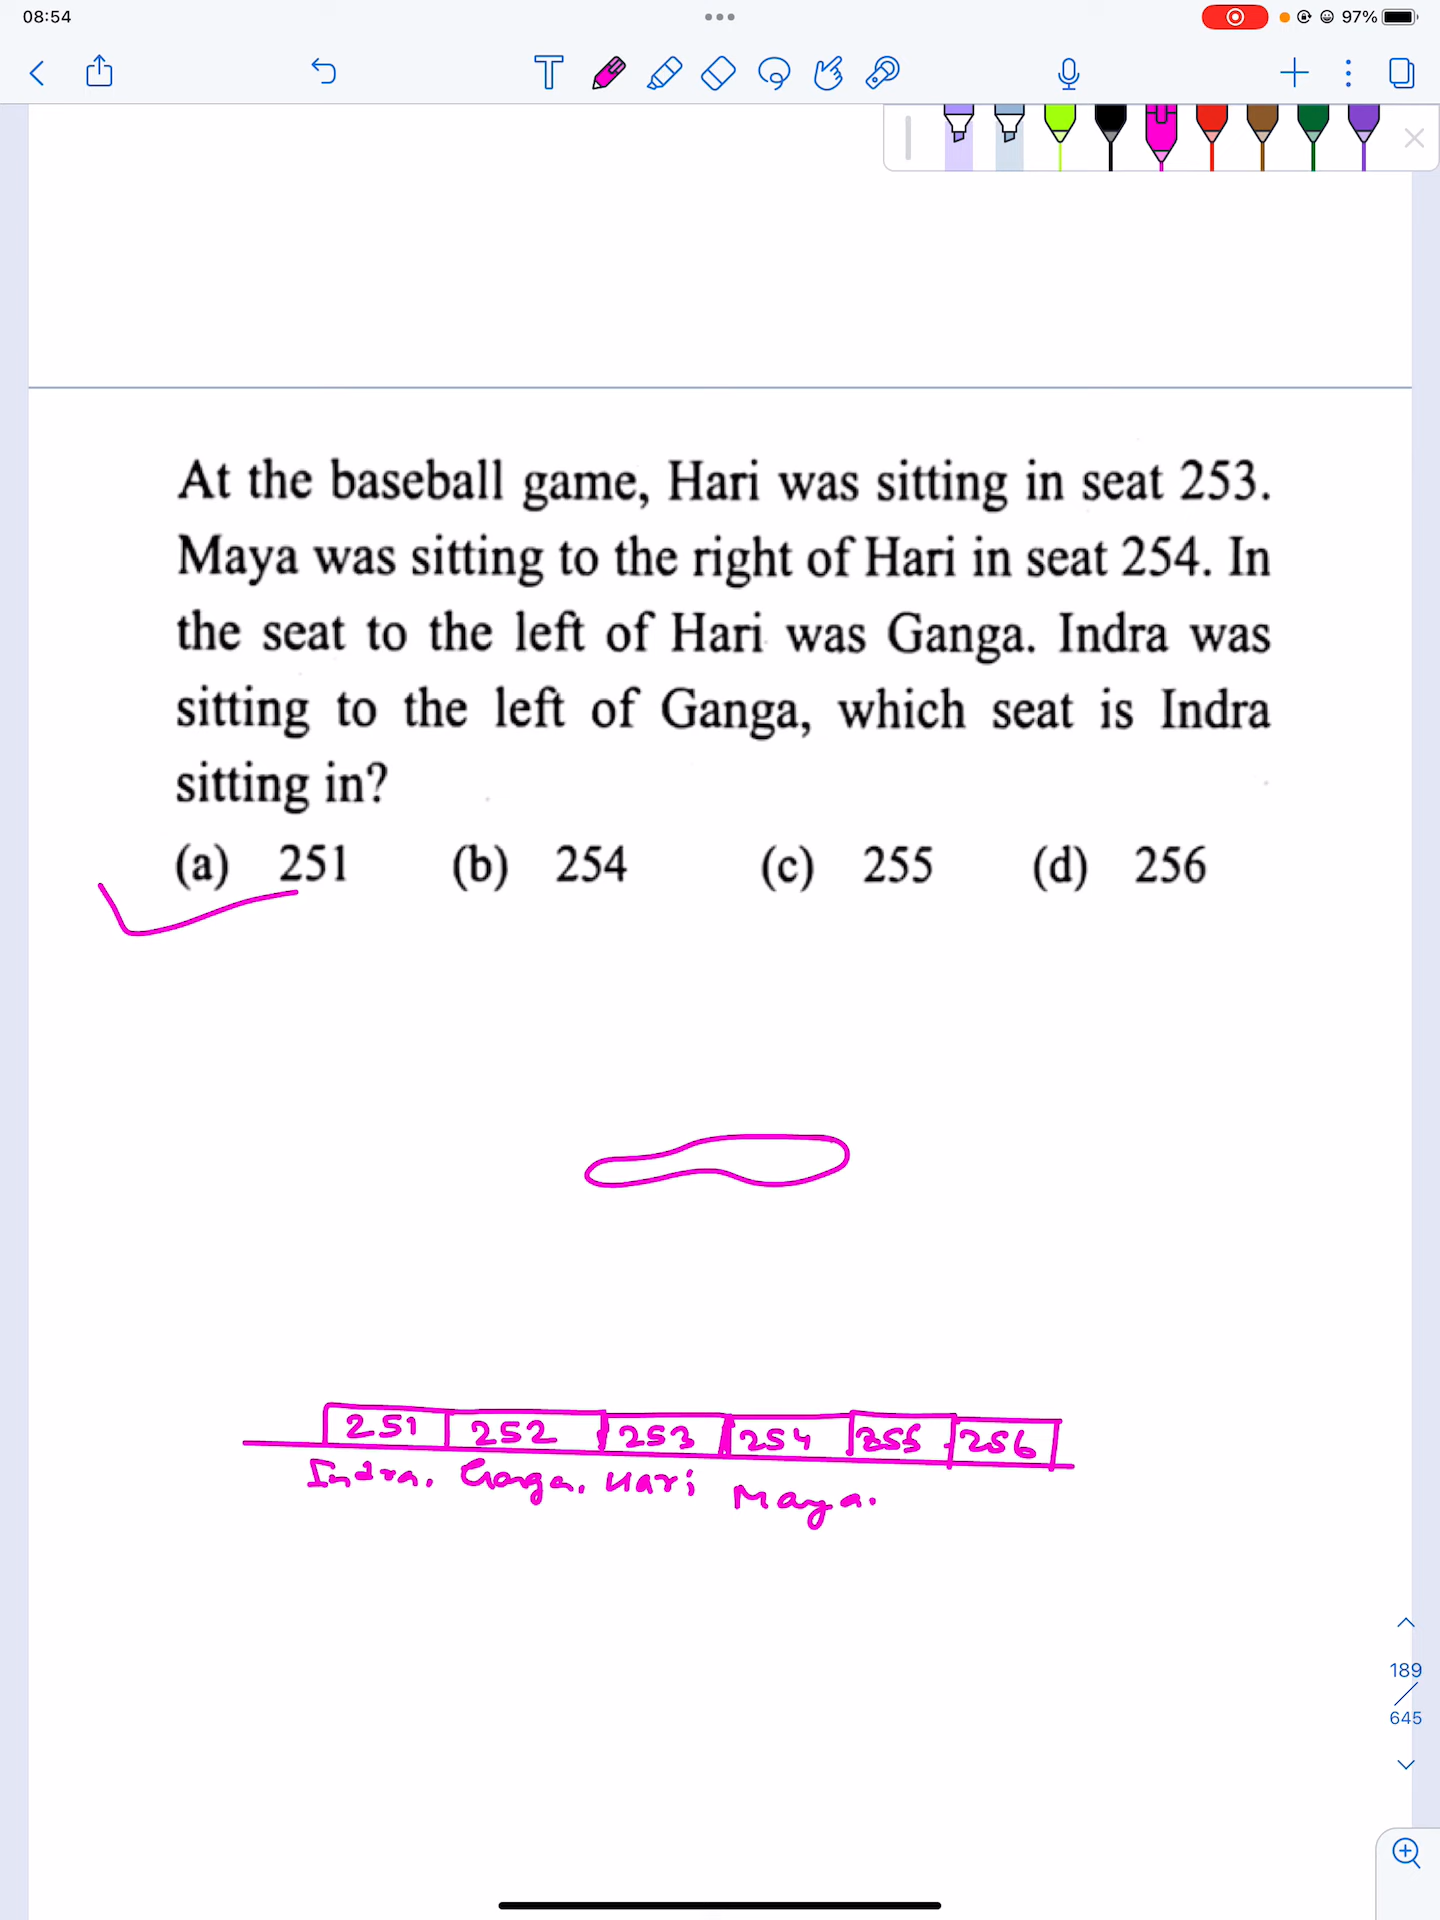 08:54
97%
T
At the baseball game, Hari was sitting in seat 253.
Maya was sitting to the right of Hari in seat 254. In
the seat to the left of Hari was Ganga. Indra was
sitting to the left of Ganga, which seat is Indra
sitting in?
(a) 251 (b) 254 (c) 255 (d) 256
251 252 253 254 255 256
Indra. Ganga. Hari Maya.
189
645